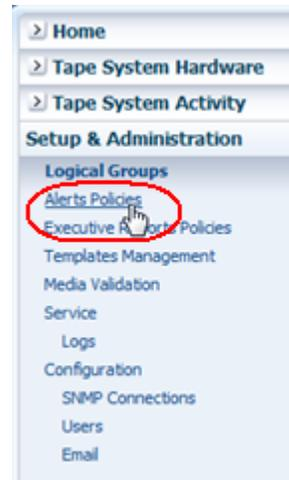 Home
Tape System Hardware
Tape System Activity
Setup & Administration
Logical Groups
Alerts Policies
Executive Reports Policies
Templates Management
Media Validation
Service
Logs
Configuration
SNMP Connections
Users
Email